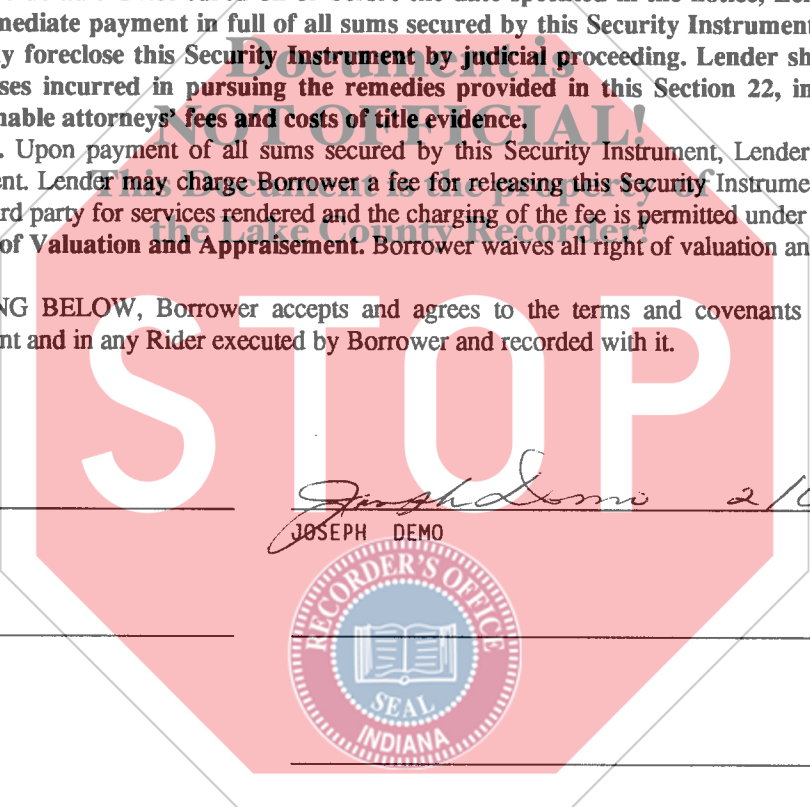 mediate payment in full of all sums secured by this Security Instrument
y foreclose this Security Instrument by judicial proceeding. Lender sh
ses incurred in pursuing the remedies provided in this Section 22, in
nable attorneys' fees and costs of title evidence.
. Upon payment of all sums secured by this Security Instrument, Lender
ent. Lender may charge Borrower a fee for releasing this Security Instrume
rd party for services rendered and the charging of the fee is permitted under
of Valuation and Appraisement. Borrower waives all right of valuation an
NG BELOW, Borrower accepts and agrees to the terms and covenants
nt and in any Rider executed by Borrower and recorded with it.
Document is
NOT OFFICIAL!
This Document is the property of
the Lake County Recorder!
STOP
Joseph Demo 2/
JOSEPH DEMO
RECORDER'S OFFICE
SEAL
INDIANA